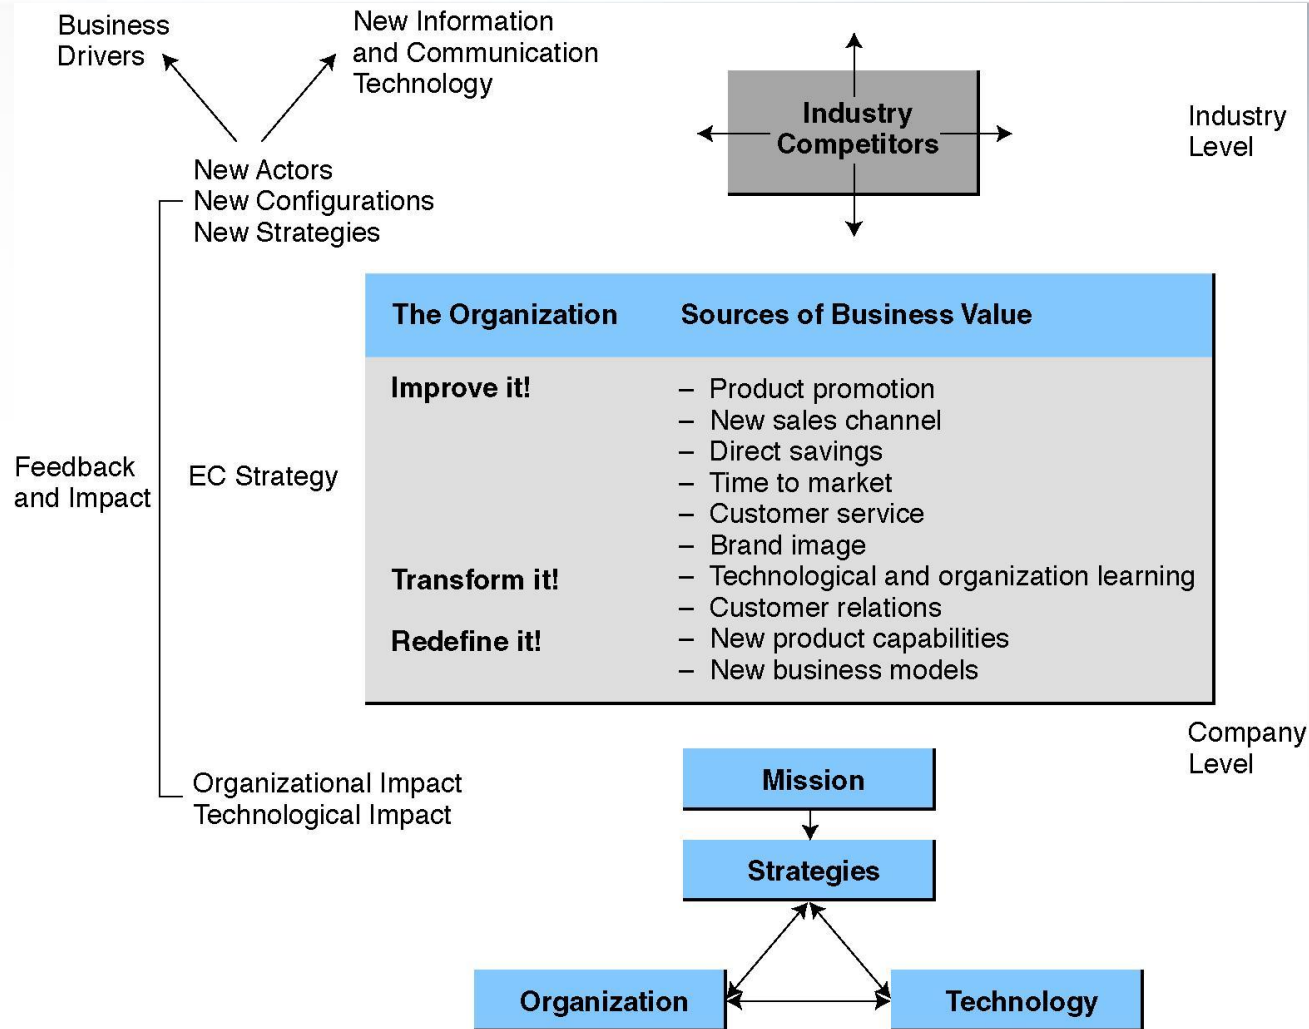 Business
Drivers
New Information
and Communication
Technology
Industry
Competitors
Industry
Level
New Actors
New Configurations
New Strategies
The Organization
Sources of Business Value
Improve it!
– Product promotion
– New sales channel
– Direct savings
– Time to market
– Customer service
– Brand image
Transform it!
– Technological and organization learning
– Customer relations
Redefine it!
– New product capabilities
– New business models
Feedback
and Impact
EC Strategy
Company
Level
Organizational Impact
Technological Impact
Mission
Strategies
Organization
Technology